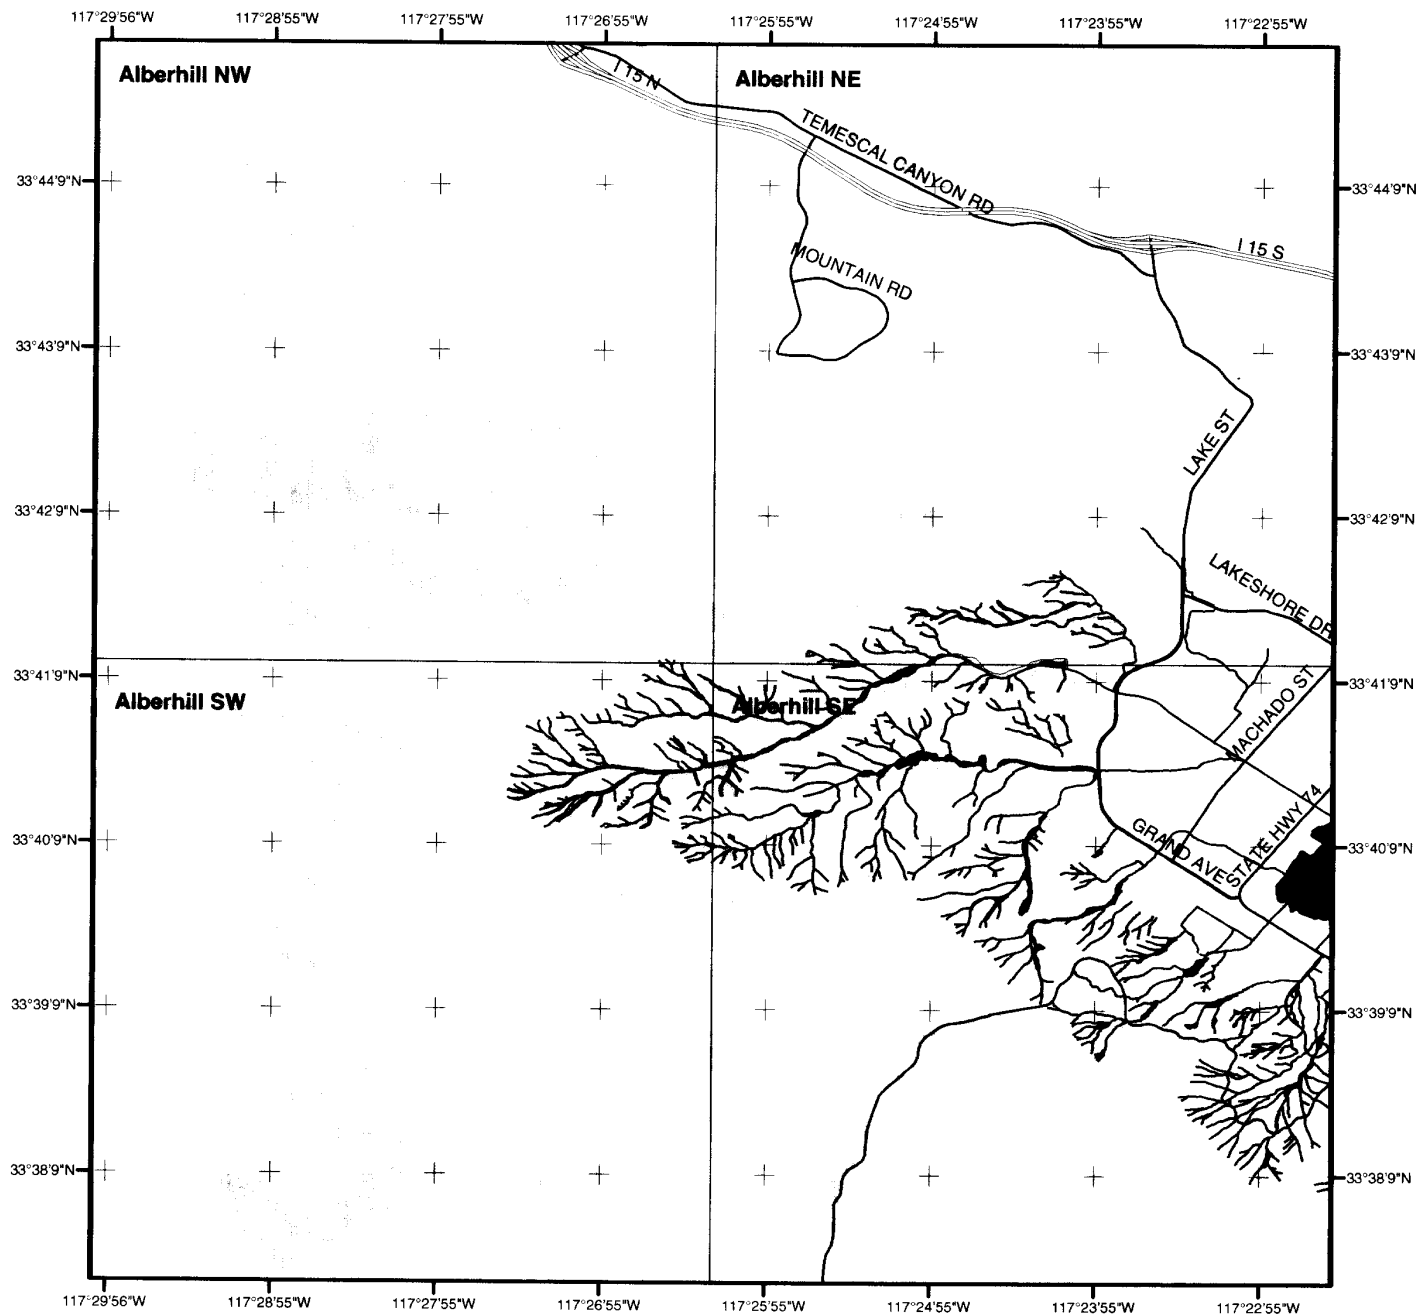 117°29'56"W 117°28'55"W 117°27'55"W 117°26'55"W 117°25'55"W 117°24'55"W 117°23'55"W 117°22'55"W
Alberhill NW
Alberhill NE
I 15 N
TEMESCAL CANYON RD
33°44'9"N
33°44'9"N
I 15 S
MOUNTAIN RD
33°43'9"N
33°43'9"N
LAKE ST
33°42'9"N
33°42'9"N
LAKESHORE DR
33°41'9"N
33°41'9"N
Alberhill SW
Alberhill SE
MACHADO ST
STATE HWY 74
GRAND AVE
33°40'9"N
33°40'9"N
33°39'9"N
33°39'9"N
33°38'9"N
33°38'9"N
117°29'56"W 117°28'55"W 117°27'55"W 117°26'55"W 117°25'55"W 117°24'55"W 117°23'55"W 117°22'55"W